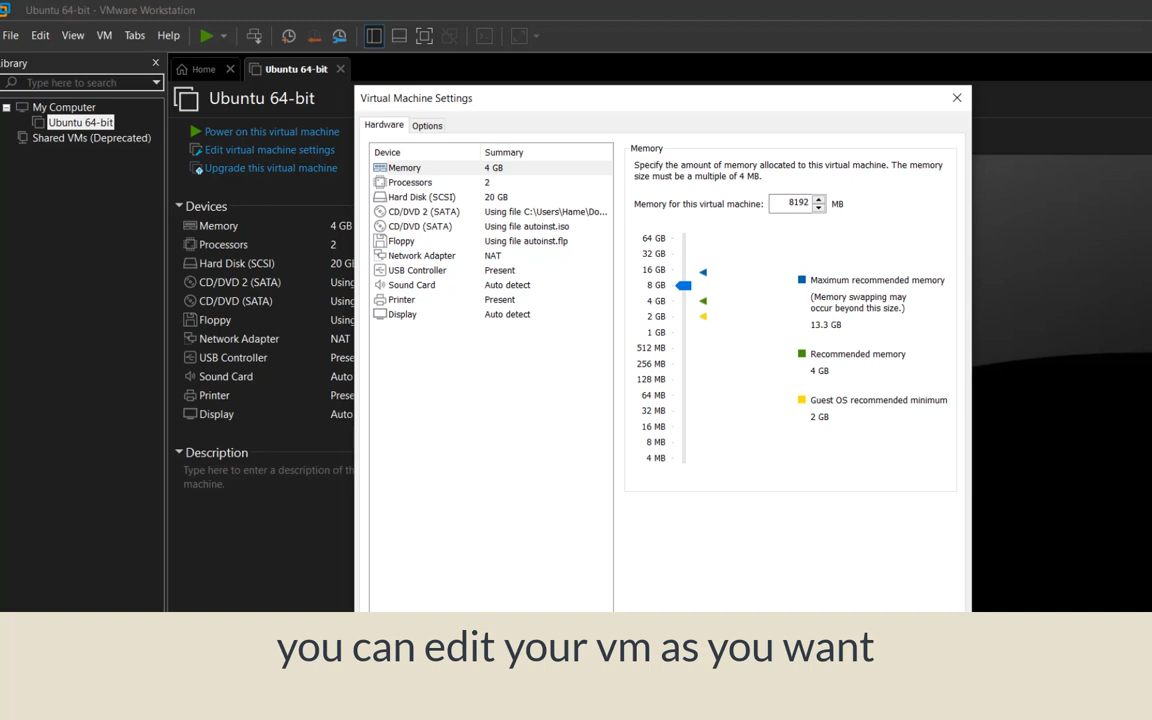 Ubuntu 64-bit - VMware Workstation
File Edit View VM Tabs Help
Library
Type here to search
Home
Ubuntu 64-bit
My Computer
Ubuntu 64-bit
Shared VMs (Deprecated)
Ubuntu 64-bit
Power on this virtual machine
Edit virtual machine settings
Upgrade this virtual machine
Devices
Memory 4 GB
Processors 2
Hard Disk (SCSI) 20 GB
CD/DVD 2 (SATA) Using
CD/DVD (SATA) Using
Floppy Using
Network Adapter NAT
USB Controller Prese
Sound Card Auto
Printer Prese
Display Auto
Description
Type here to enter a description of th
machine.
Virtual Machine Settings
Hardware Options
Device Summary
Memory 4 GB
Processors 2
Hard Disk (SCSI) 20 GB
CD/DVD 2 (SATA) Using file C:\Users\Hame\Do...
CD/DVD (SATA) Using file autoinst.iso
Floppy Using file autoinst.flp
Network Adapter NAT
USB Controller Present
Sound Card Auto detect
Printer Present
Display Auto detect
Memory
Specify the amount of memory allocated to this virtual machine. The memory
size must be a multiple of 4 MB.
Memory for this virtual machine: 8192 MB
64 GB
32 GB
16 GB
8 GB
4 GB
2 GB
1 GB
512 MB
256 MB
128 MB
64 MB
32 MB
16 MB
8 MB
4 MB
Maximum recommended memory
(Memory swapping may
occur beyond this size.)
13.3 GB
Recommended memory
4 GB
Guest OS recommended minimum
2 GB
you can edit your vm as you want